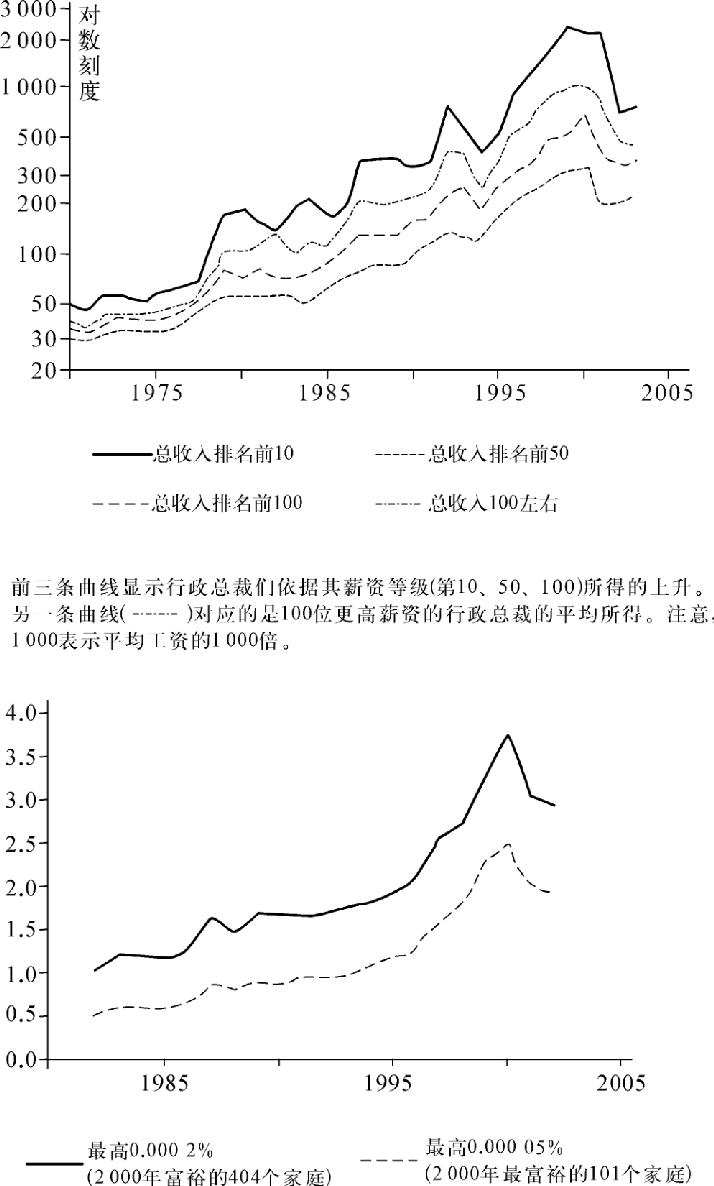 3 000
对数刻度
2 000
1 000
500
300
200
100
50
30
20
1975 1985 1995 2005
总收入排名前10 总收入排名前50
总收入排名前100 总收入100左右
前三条曲线显示行政总裁们依据其薪资等级(第10、50、100)所得的上升。
另一条曲线( )对应的是100位更高薪资的行政总裁的平均所得。注意,
1 000表示平均工资的1 000倍。
4.0
3.5
3.0
2.5
2.0
1.5
1.0
0.5
0.0
1985 1995 2005
最高0.000 2% 最高0.000 05%
(2 000年富裕的404个家庭) (2 000年最富裕的101个家庭)